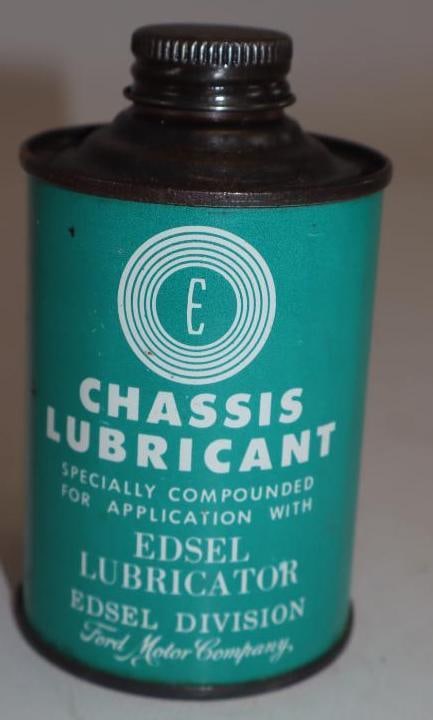 E
CHASSIS
LUBRICANT
SPECIALLY COMPOUNDED
FOR APPLICATION WITH
EDSEL
LUBRICATOR
EDSEL DIVISION
Ford Motor Company,